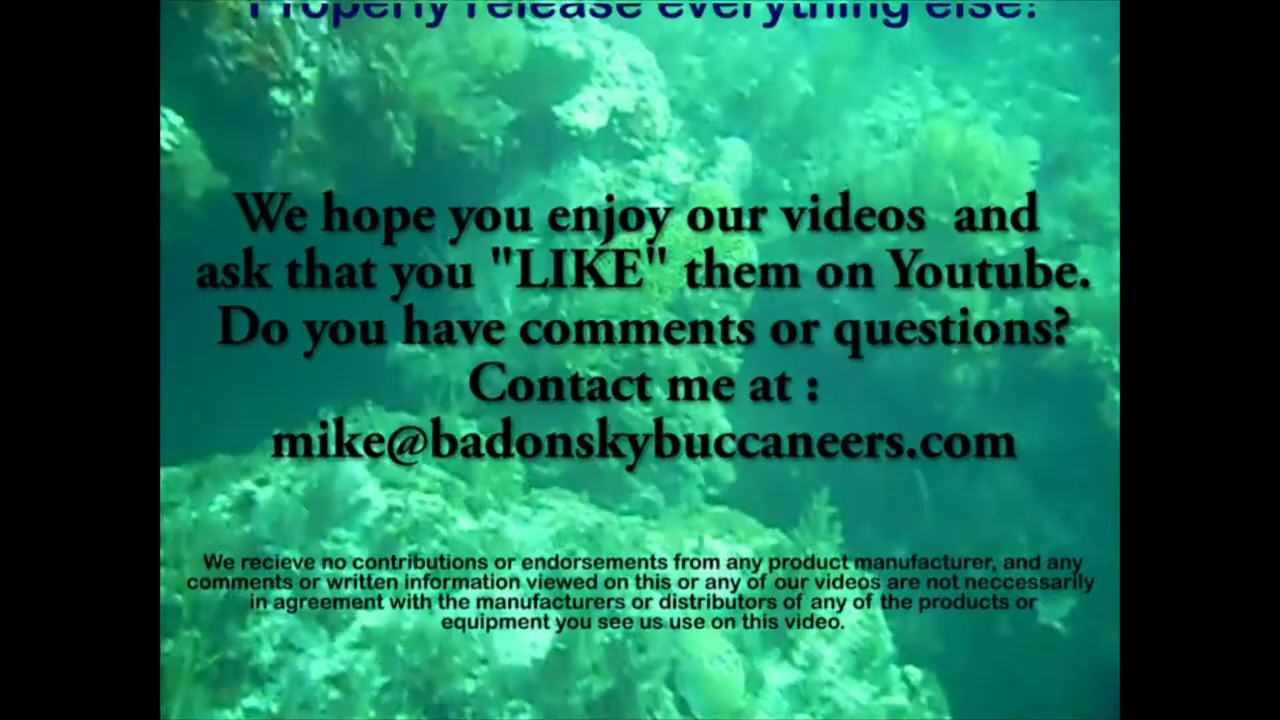 Properly release everything else!
We hope you enjoy our videos and
ask that you "LIKE" them on Youtube.
Do you have comments or questions?
Contact me at :
mike@badonskybuccaneers.com
We recieve no contributions or endorsements from any product manufacturer, and any
comments or written information viewed on this or any of our videos are not neccessarily
in agreement with the manufacturers or distributors of any of the products or
equipment you see us use on this video.